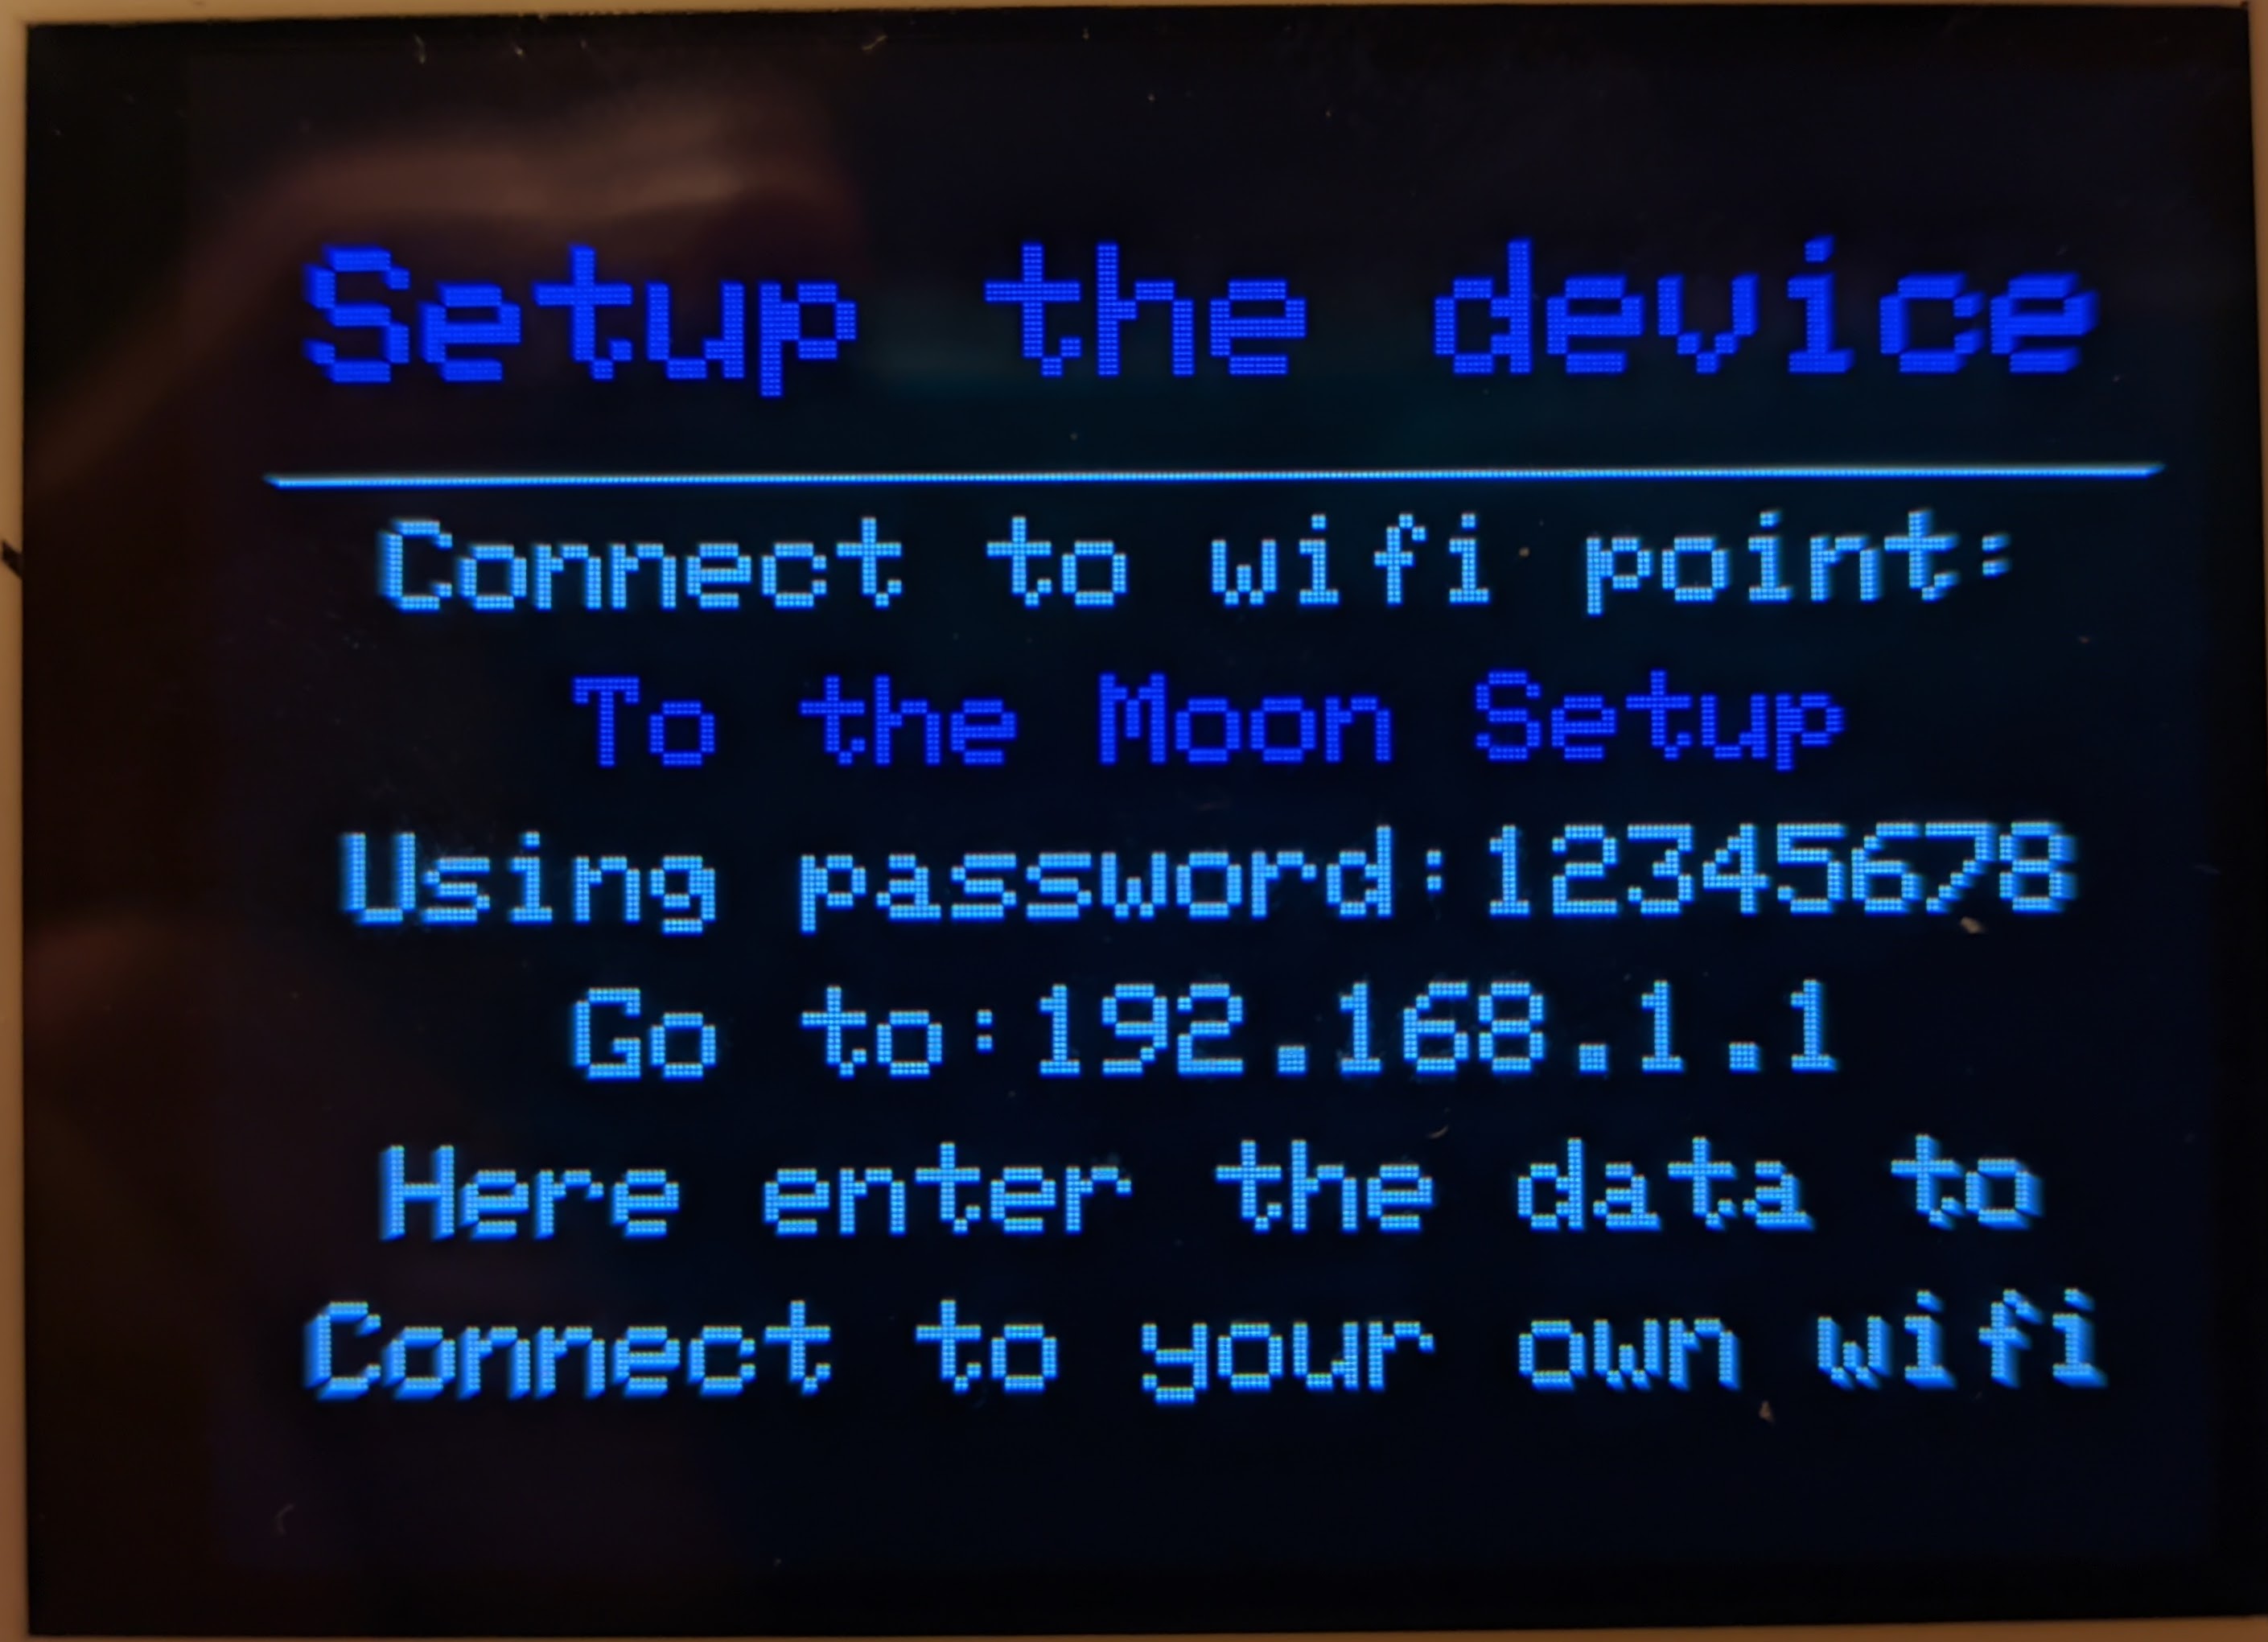 Setup the device
Connect to wifi point:
To the Moon Setup
Using password:12345678
Go to:192.168.1.1
Here enter the data to
Connect to your own wifi